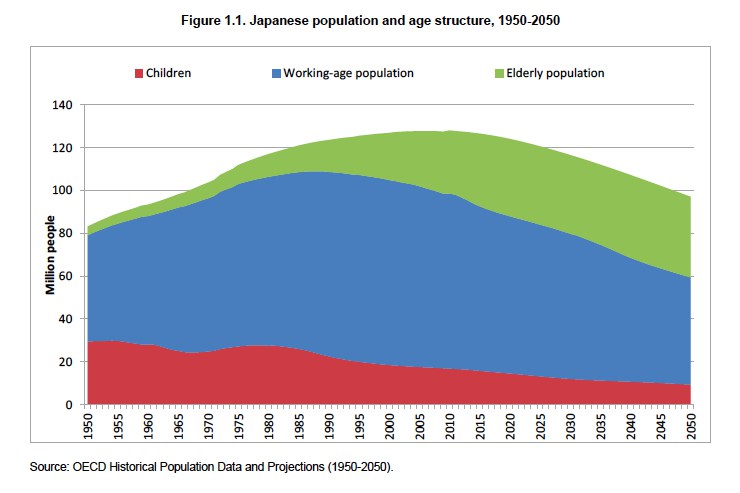 Figure 1.1. Japanese population and age structure, 1950-2050
Children Working-age population Elderly population
140
120
100
80
60
40
20
0
Million people
1950 1955 1960 1965 1970 1975 1980 1985 1990 1995 2000 2005 2010 2015 2020 2025 2030 2035 2040 2045 2050
Source: OECD Historical Population Data and Projections (1950-2050).